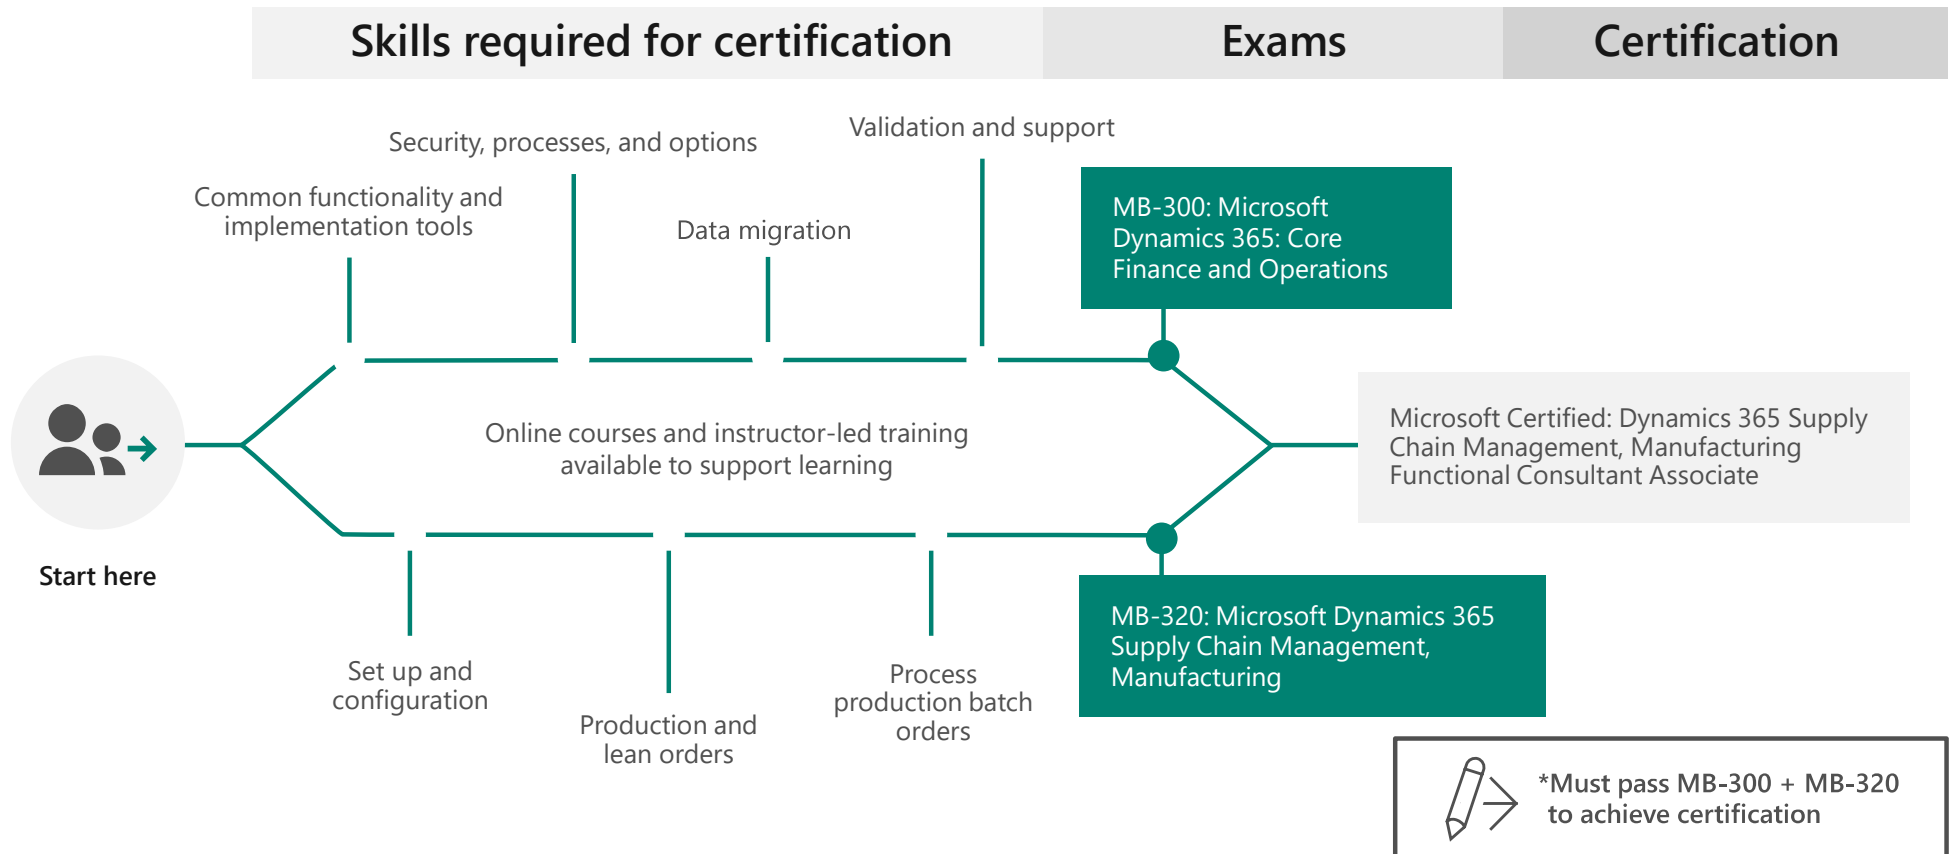 Skills required for certification
Exams
Certification
Common functionality and
implementation tools
Security, processes, and options
Data migration
Validation and support
MB-300: Microsoft
Dynamics 365: Core
Finance and Operations
Start here
Online courses and instructor-led training
available to support learning
Microsoft Certified: Dynamics 365 Supply
Chain Management, Manufacturing
Functional Consultant Associate
Set up and
configuration
Production and
lean orders
Process
production batch
orders
MB-320: Microsoft Dynamics 365
Supply Chain Management,
Manufacturing
*Must pass MB-300 + MB-320
to achieve certification